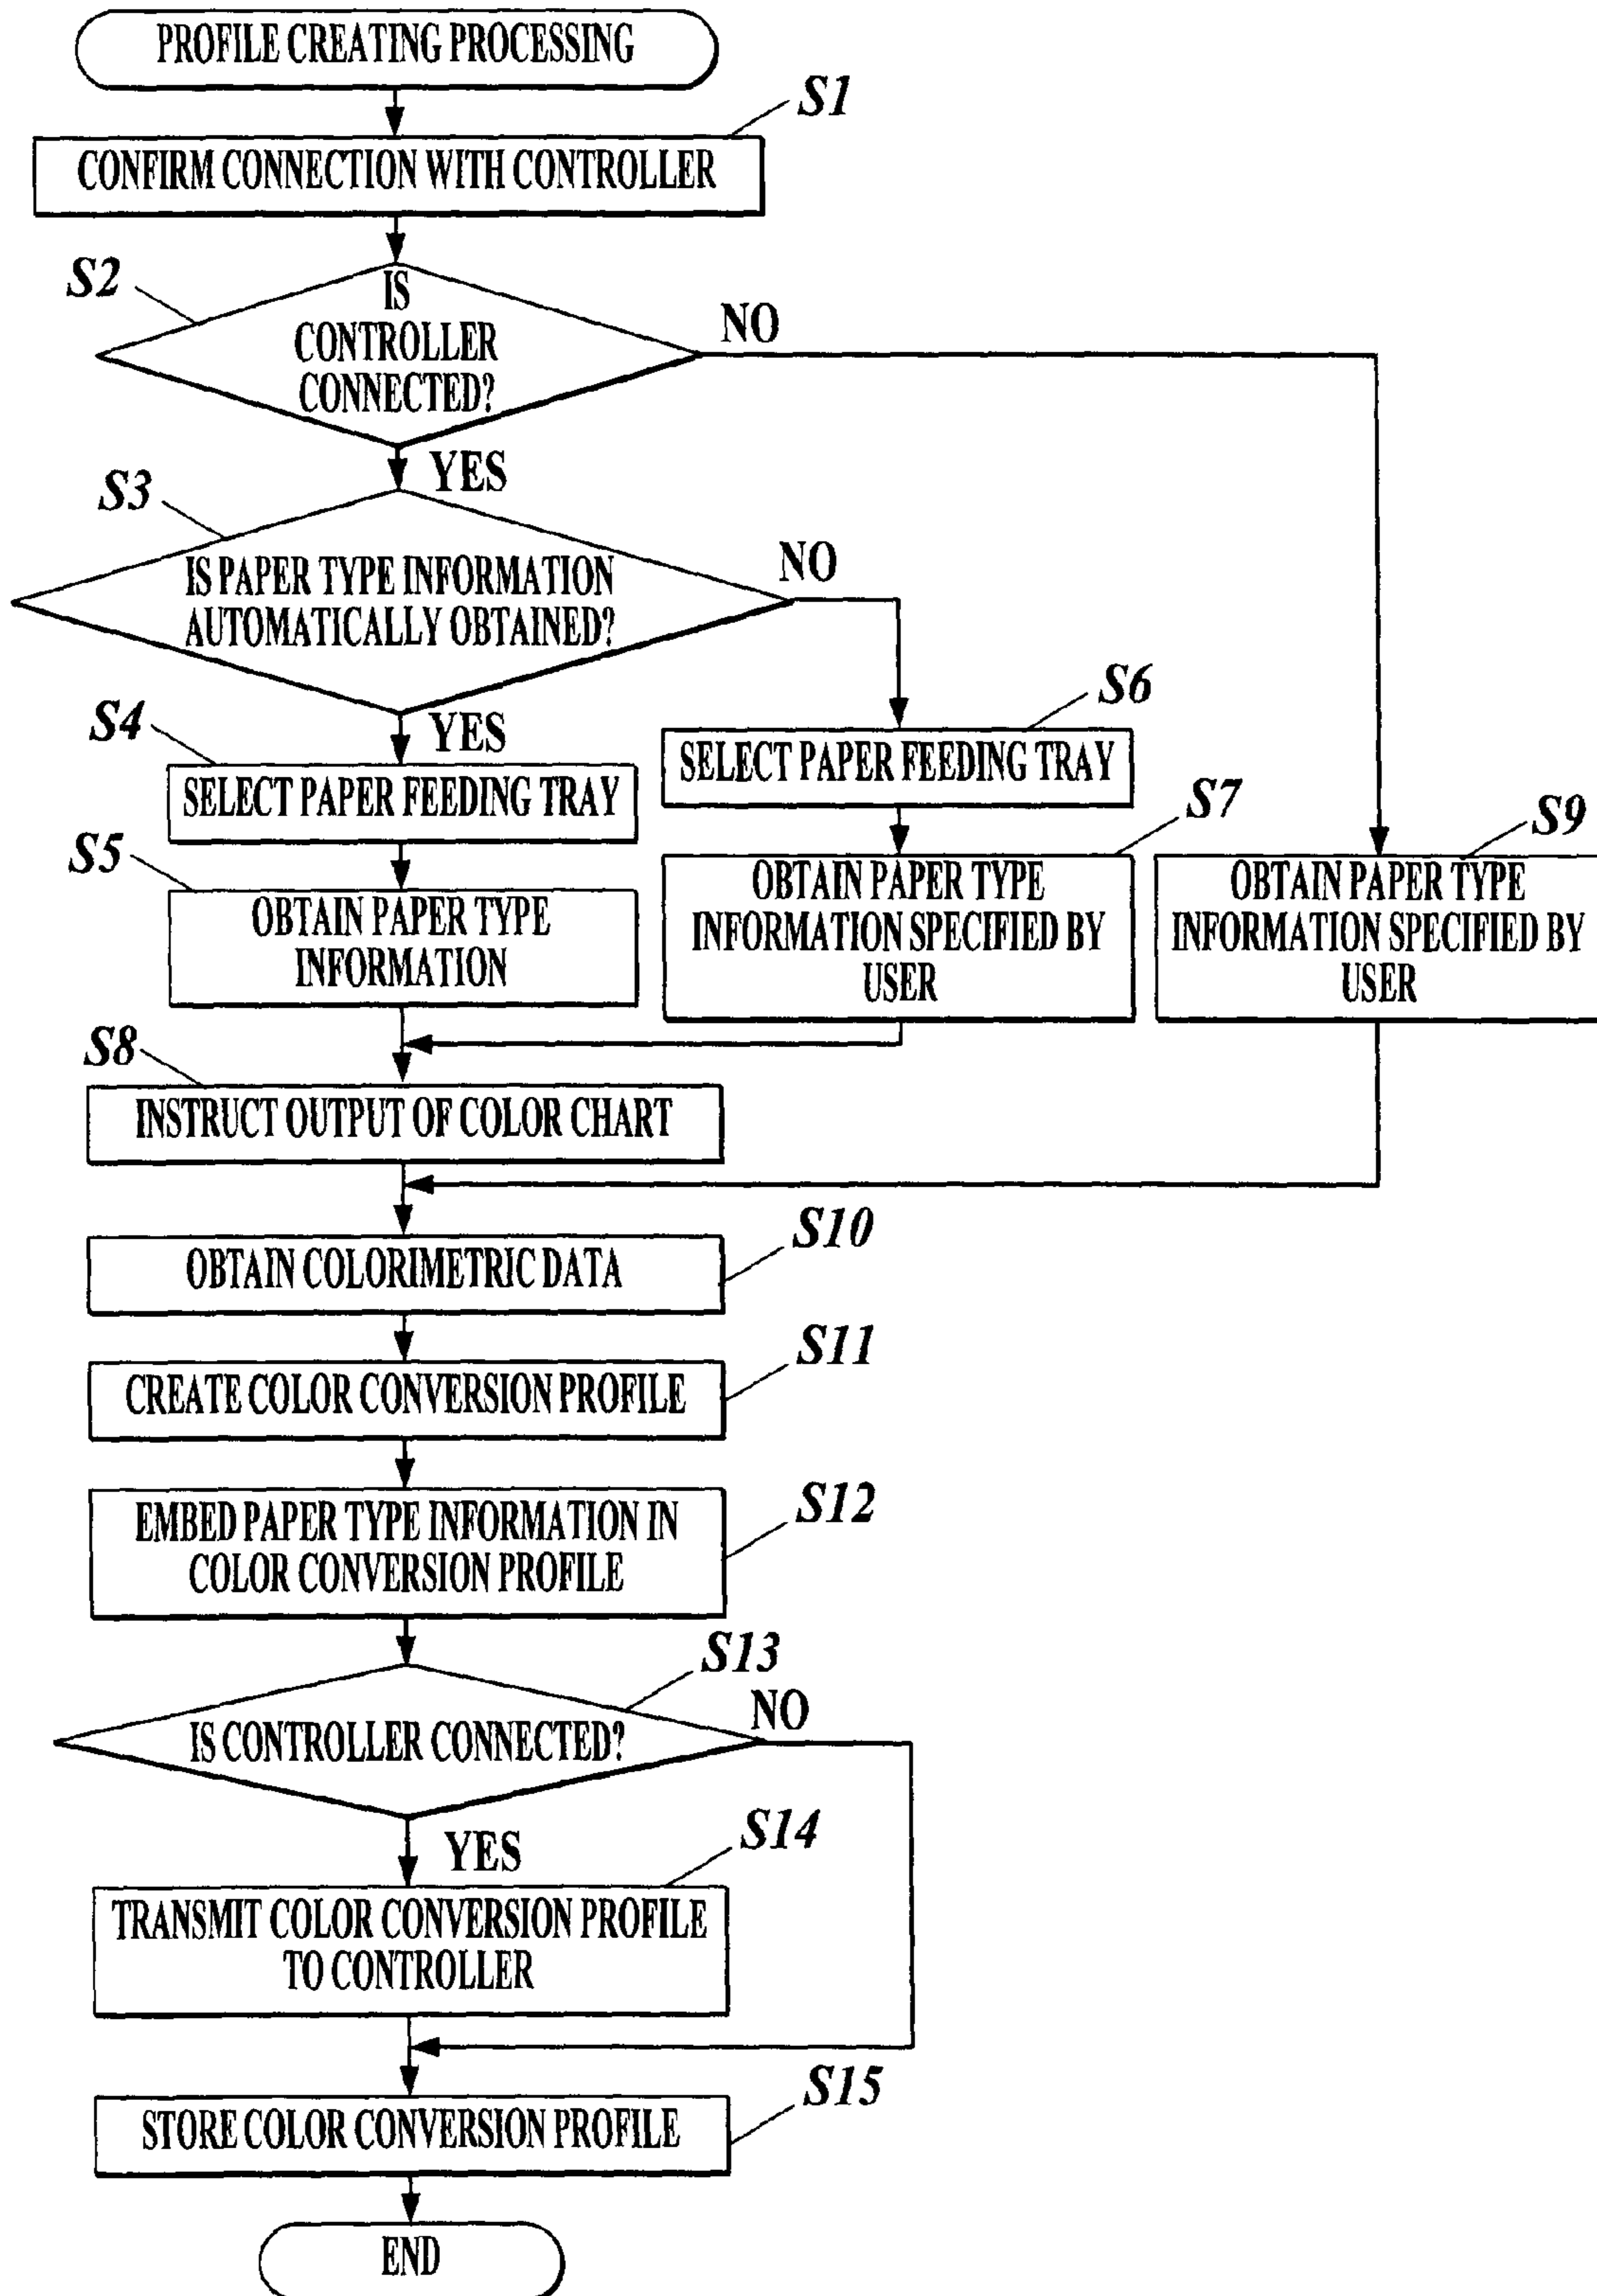 PROFILE CREATING PROCESSING
S1
CONFIRM CONNECTION WITH CONTROLLER
S2
IS
CONTROLLER
CONNECTED?
NO
YES
S3
IS PAPER TYPE INFORMATION
AUTOMATICALLY OBTAINED?
NO
YES
S4
SELECT PAPER FEEDING TRAY
S6
SELECT PAPER FEEDING TRAY
S5
OBTAIN PAPER TYPE
INFORMATION
S7
OBTAIN PAPER TYPE
INFORMATION SPECIFIED BY
USER
S9
OBTAIN PAPER TYPE
INFORMATION SPECIFIED BY
USER
S8
INSTRUCT OUTPUT OF COLOR CHART
S10
OBTAIN COLORIMETRIC DATA
S11
CREATE COLOR CONVERSION PROFILE
S12
EMBED PAPER TYPE INFORMATION IN
COLOR CONVERSION PROFILE
S13
IS CONTROLLER CONNECTED?
NO
YES
S14
TRANSMIT COLOR CONVERSION PROFILE
TO CONTROLLER
S15
STORE COLOR CONVERSION PROFILE
END